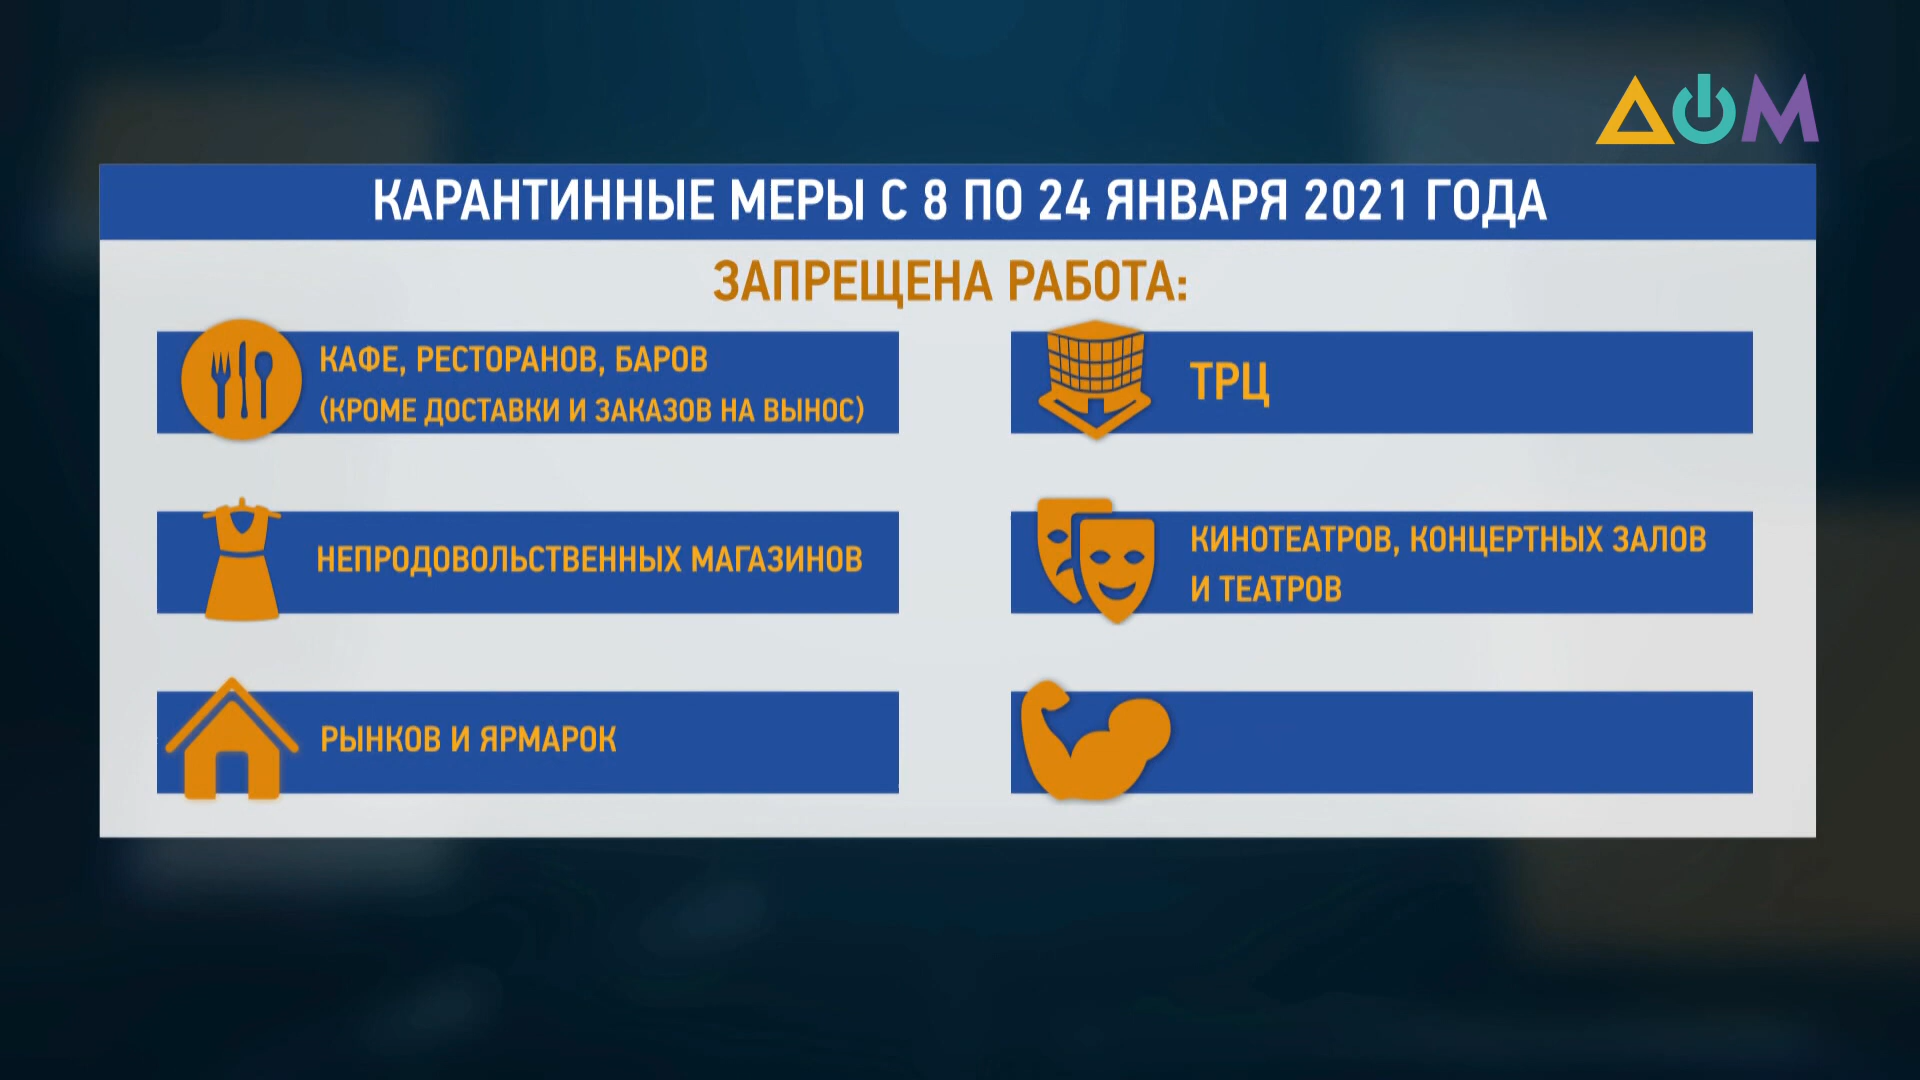 ДОМ
КАРАНТИННЫЕ МЕРЫ С 8 ПО 24 ЯНВАРЯ 2021 ГОДА
ЗАПРЕЩЕНА РАБОТА:
КАФЕ, РЕСТОРАНОВ, БАРОВ
(КРОМЕ ДОСТАВКИ И ЗАКАЗОВ НА ВЫНОС)
ТРЦ
НЕПРОДОВОЛЬСТВЕННЫХ МАГАЗИНОВ
КИНОТЕАТРОВ, КОНЦЕРТНЫХ ЗАЛОВ
И ТЕАТРОВ
РЫНКОВ И ЯРМАРОК